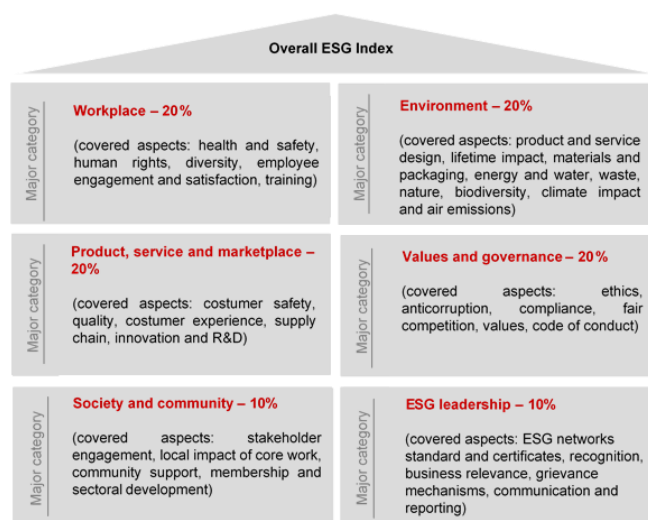 Overall ESG Index
Major category
Workplace – 20%
(covered aspects: health and safety,
human rights, diversity, employee
engagement and satisfaction, training)
Major category
Environment – 20%
(covered aspects: product and service
design, lifetime impact, materials and
packaging, energy and water, waste,
nature, biodiversity, climate impact
and air emissions)
Major category
Product, service and marketplace –
20%
(covered aspects: costumer safety,
quality, costumer experience, supply
chain, innovation and R&D)
Major category
Values and governance – 20%
(covered aspects: ethics,
anticorruption, compliance, fair
competition, values, code of conduct)
Major category
Society and community – 10%
(covered aspects: stakeholder
engagement, local impact of core work,
community support, membership and
sectoral development)
Major category
ESG leadership – 10%
(covered aspects: ESG networks
standard and certificates, recognition,
business relevance, grievance
mechanisms, communication and
reporting)